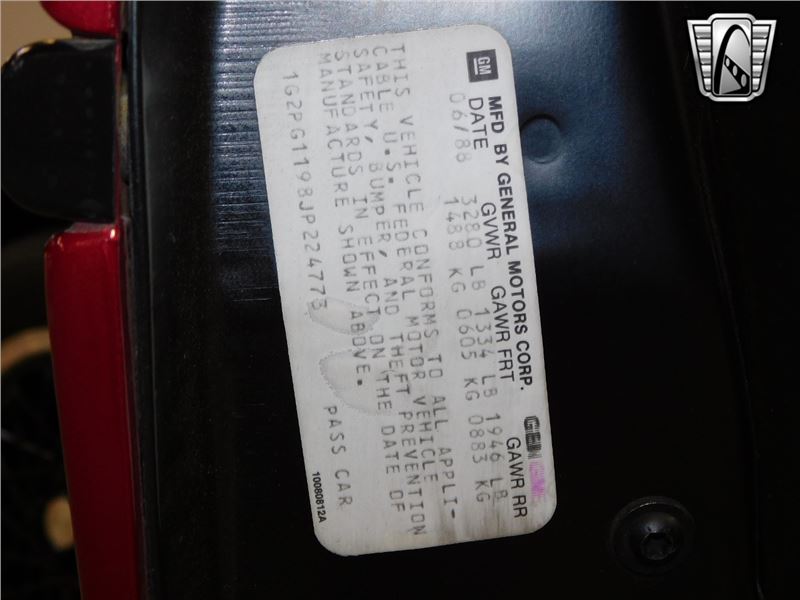 GM
MFD BY GENERAL MOTORS CORP.
DATE GVWR GAWR FRT GAWR RR
06/88 3280 LB 1334 LB 1946 LB
1488 KG 0605 KG 0883 KG
THIS VEHICLE CONFORMS TO ALL APPLI-
CABLE U.S. FEDERAL MOTOR VEHICLE
SAFETY, BUMPER, AND THEFT PREVENTION
STANDARDS IN EFFECT ON THE DATE OF
MANUFACTURE SHOWN ABOVE.
1G2PG1198JP224773 PASS CAR
10080812A